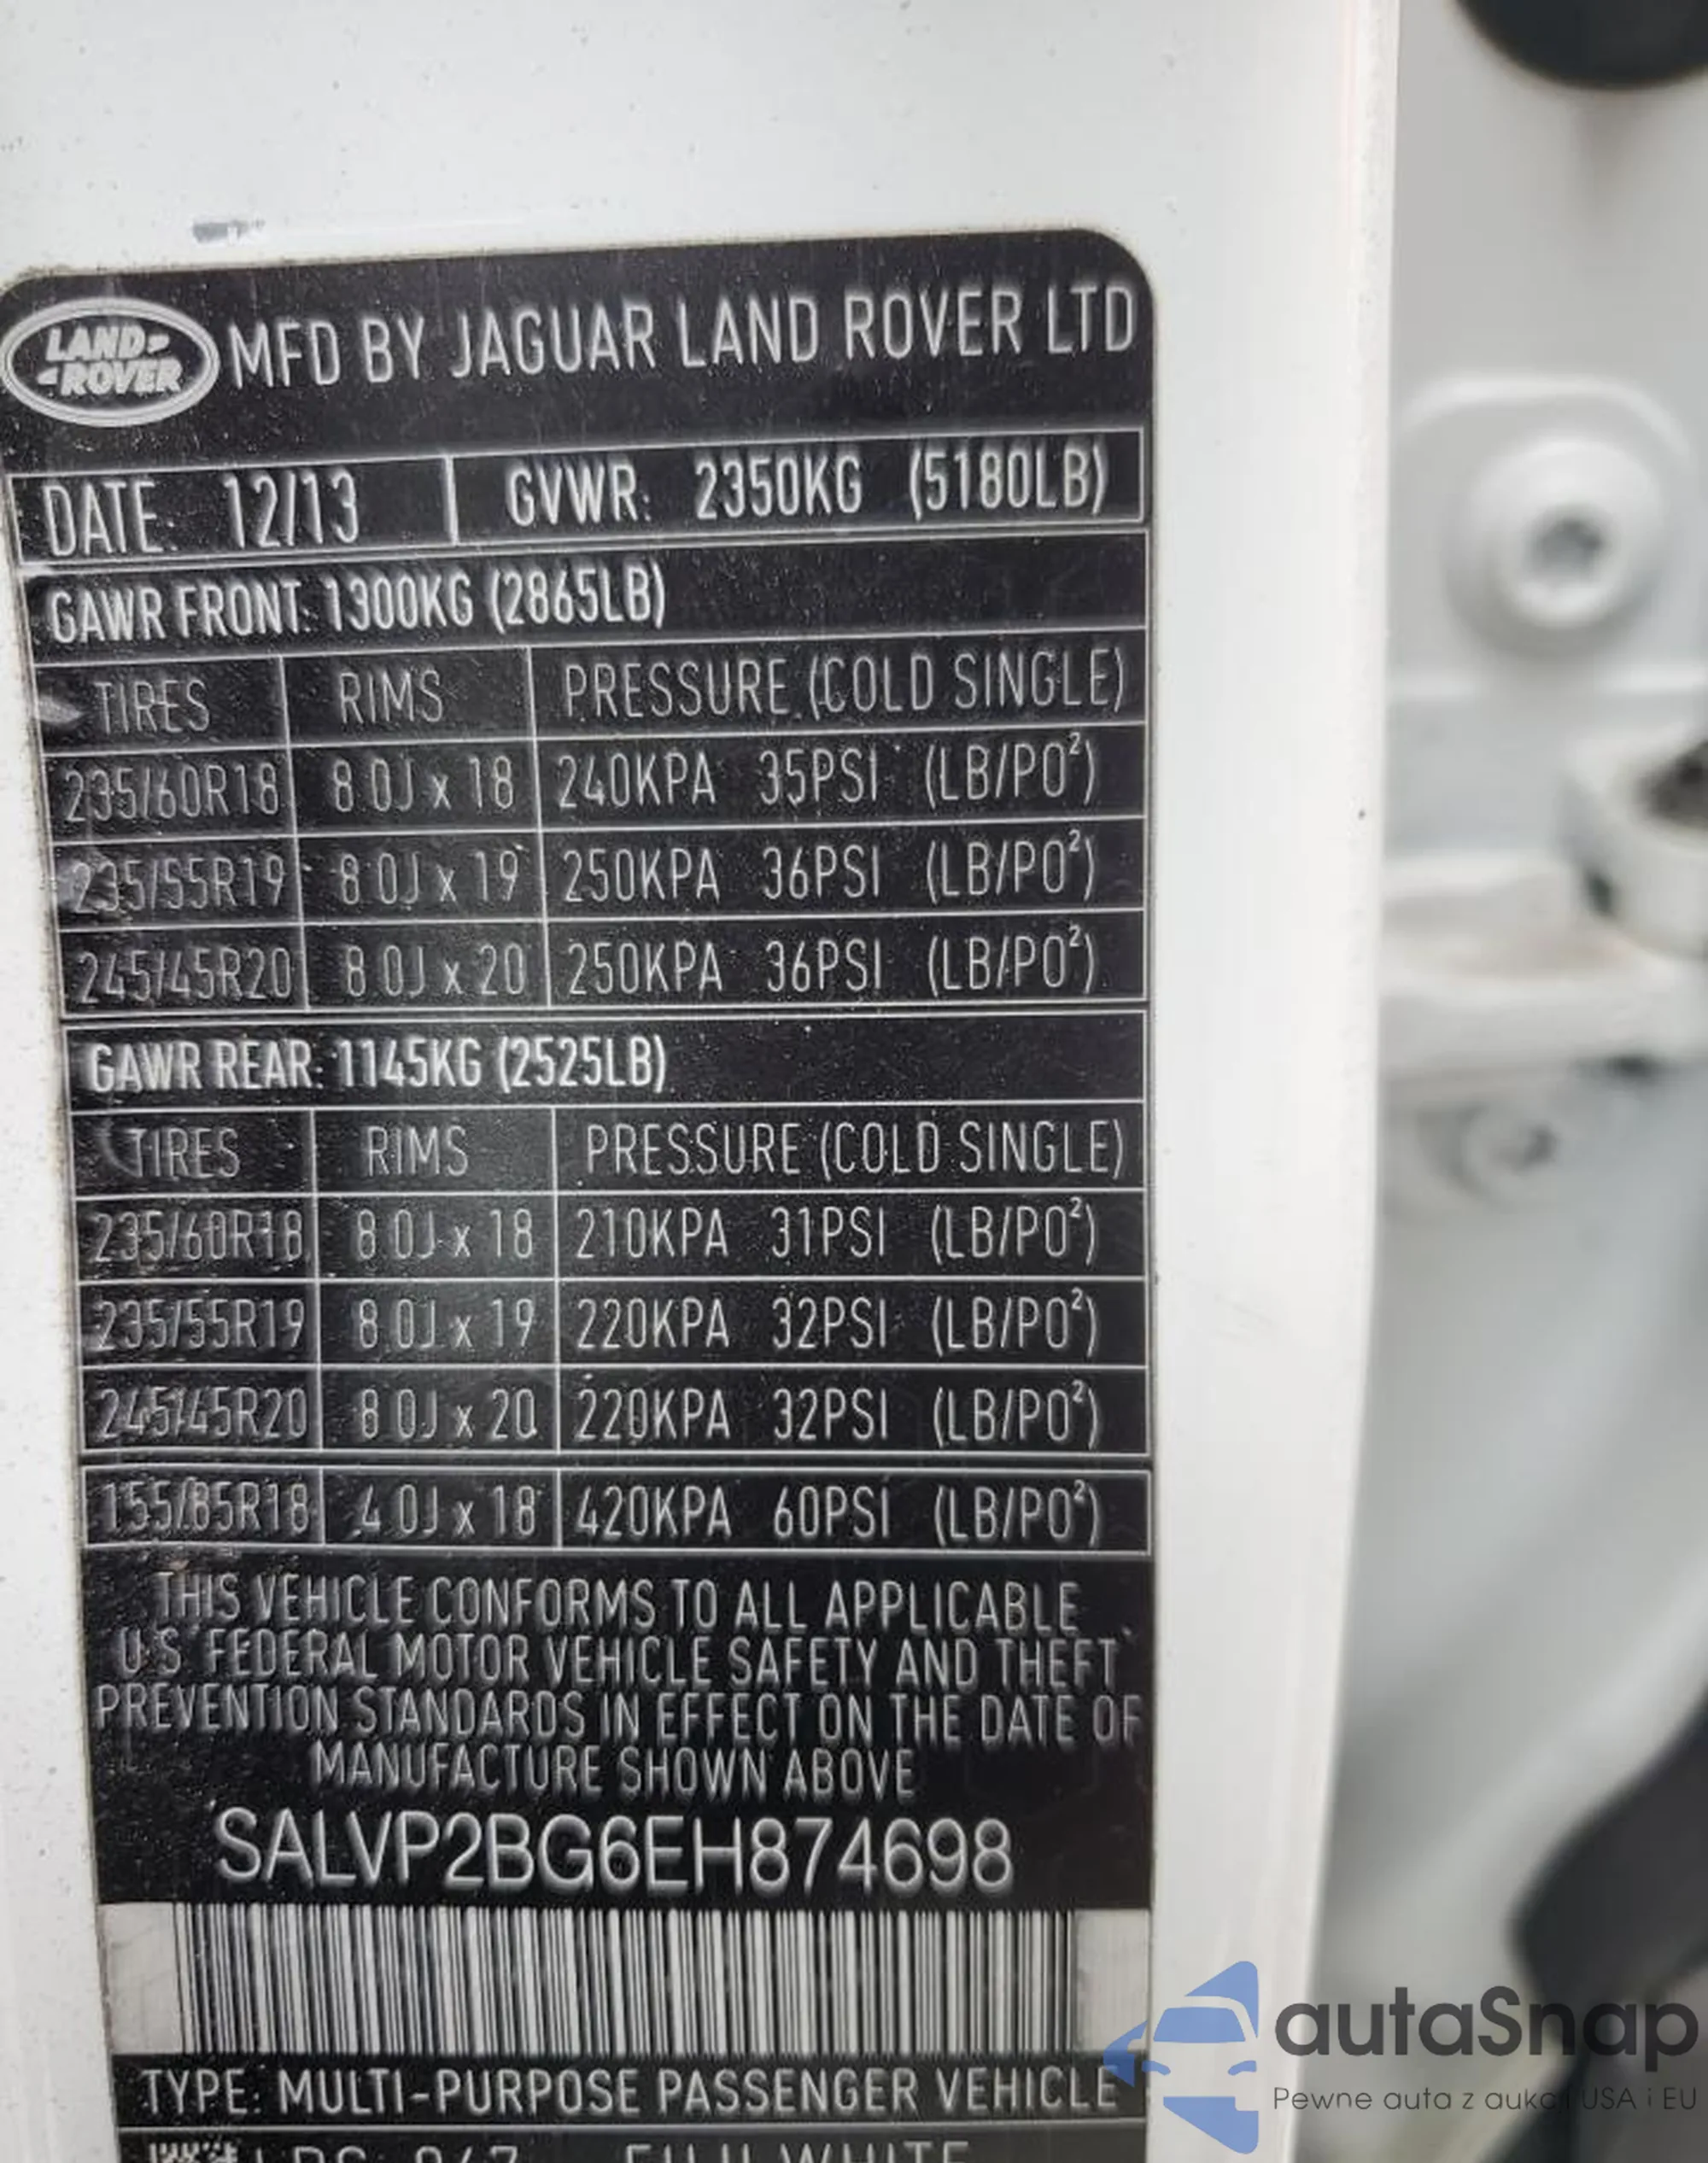 LAND-
-ROVER
MFD BY JAGUAR LAND ROVER LTD
DATE: 12/13 GVWR: 2350KG (5180LB)
GAWR FRONT: 1300KG (2865LB)
TIRES RIMS PRESSURE (COLD SINGLE)
235/60R18 8.0J x 18 240KPA 35PSI (LB/PO²)
235/55R19 8.0J x 19 250KPA 36PSI (LB/PO²)
245/45R20 8.0J x 20 250KPA 36PSI (LB/PO²)
GAWR REAR: 1145KG (2525LB)
TIRES RIMS PRESSURE (COLD SINGLE)
235/60R18 8.0J x 18 210KPA 31PSI (LB/PO²)
235/55R19 8.0J x 19 220KPA 32PSI (LB/PO²)
245/45R20 8.0J x 20 220KPA 32PSI (LB/PO²)
155/85R18 4.0J x 18 420KPA 60PSI (LB/PO²)
THIS VEHICLE CONFORMS TO ALL APPLICABLE
U.S. FEDERAL MOTOR VEHICLE SAFETY AND THEFT
PREVENTION STANDARDS IN EFFECT ON THE DATE OF
MANUFACTURE SHOWN ABOVE
SALVP2BG6EH874698
TYPE: MULTI-PURPOSE PASSENGER VEHICLE
FUJI WHITE
autaSnap
Pewne auta z aukcji USA i EU